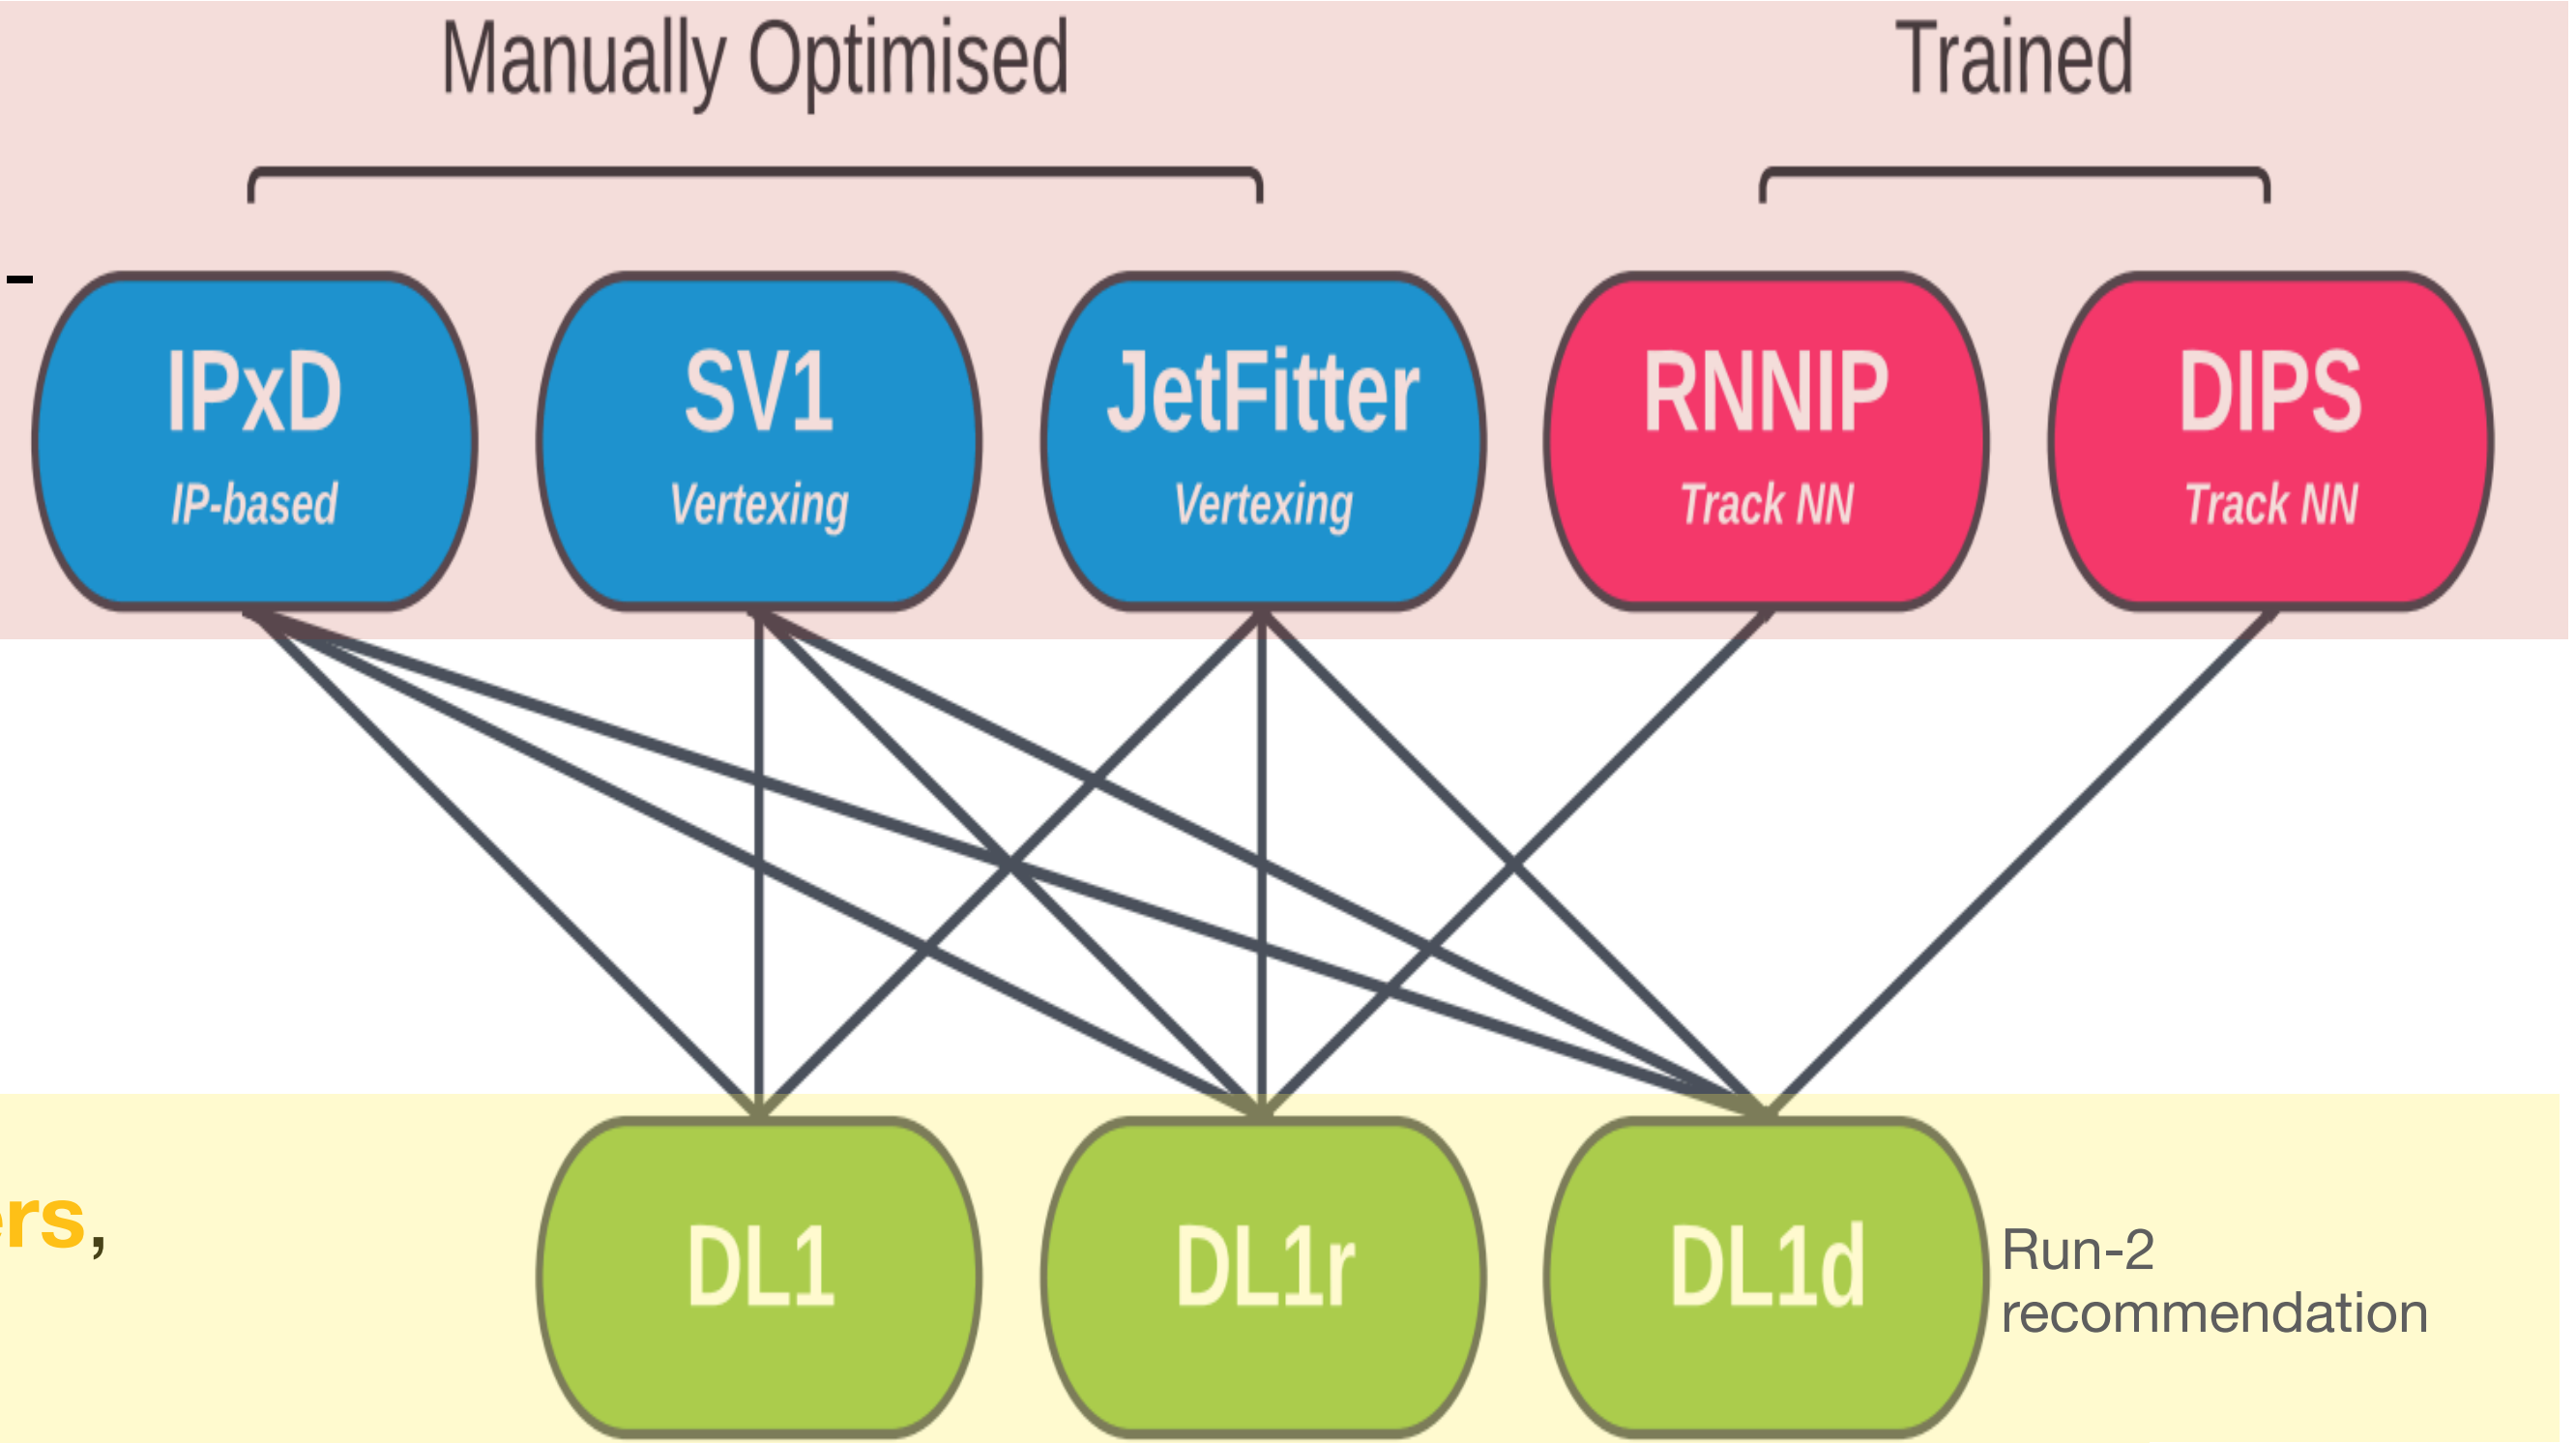 Manually Optimised
Trained
-
IPxD
IP-based
SV1
Vertexing
JetFitter
Vertexing
RNNIP
Track NN
DIPS
Track NN
DL1
DL1r
DL1d
rs,
Run-2
recommendation